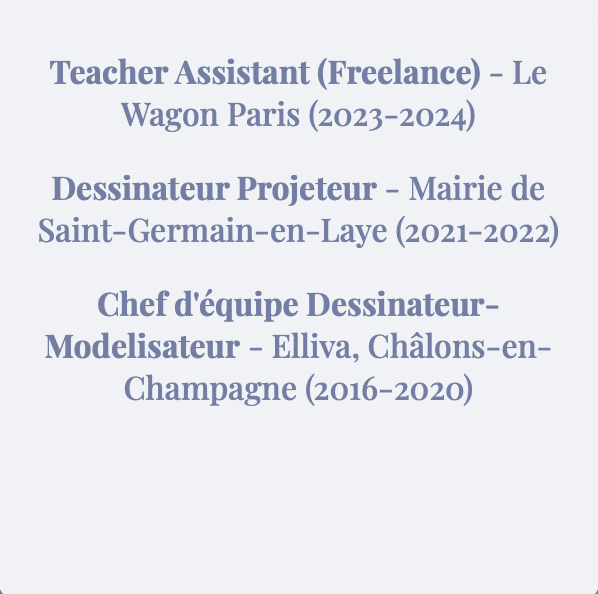 Teacher Assistant (Freelance) - Le
Wagon Paris (2023-2024)
Dessinateur Projeteur - Mairie de
Saint-Germain-en-Laye (2021-2022)
Chef d'équipe Dessinateur-
Modelisateur - Elliva, Châlons-en-
Champagne (2016-2020)